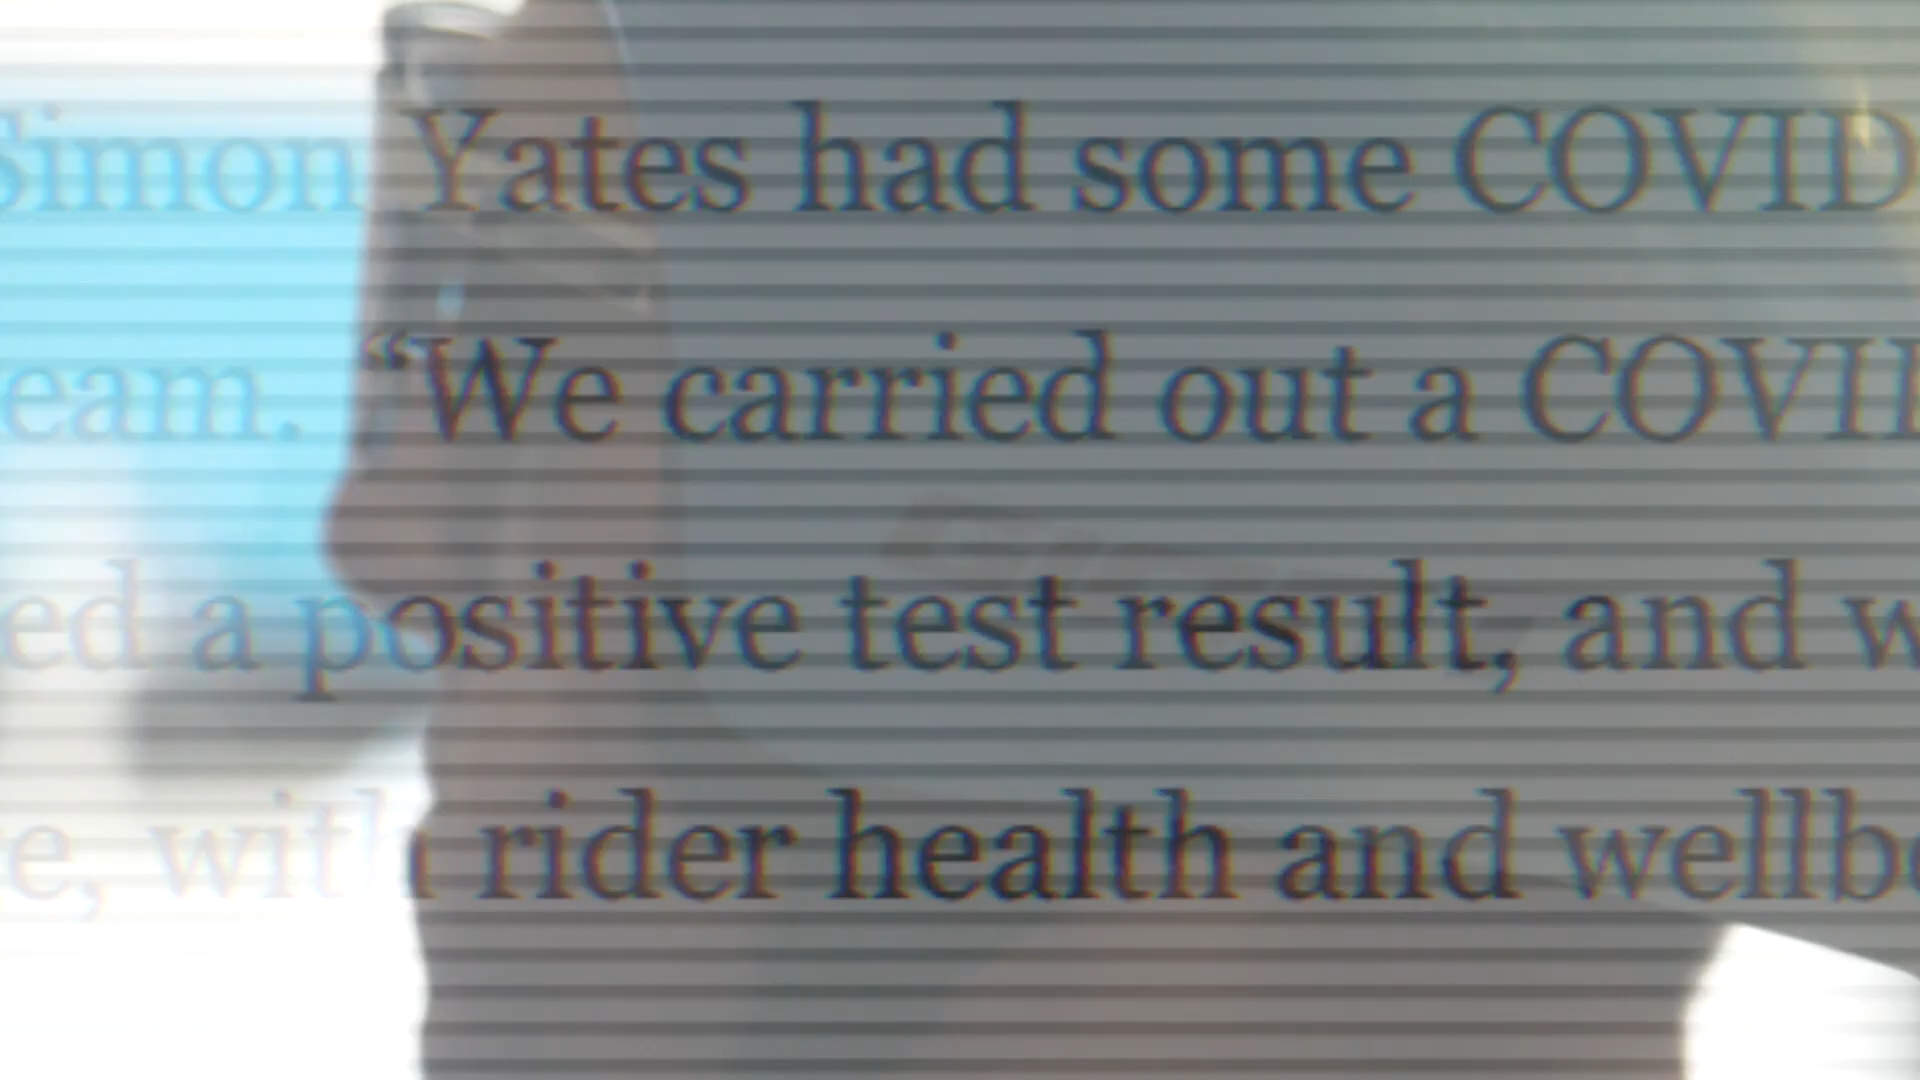 Simon Yates had some COVID
eam. “We carried out a COVI
ed a positive test result, and w
e, with rider health and wellb